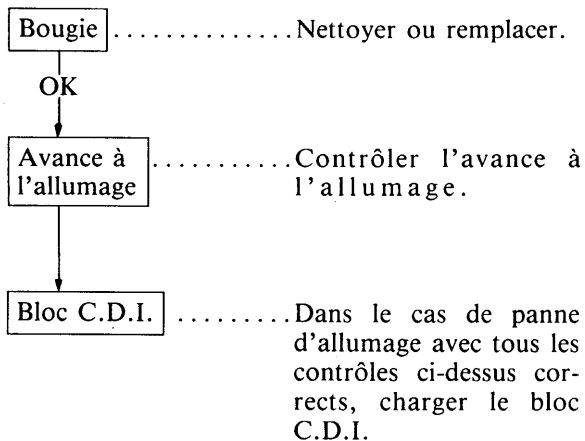 Bougie ..............Nettoyer ou remplacer.
OK
Avance à ...........Contrôler l'avance à
l'allumage l'allumage.
Bloc C.D.I. .........Dans le cas de panne
d'allumage avec tous les
contrôles ci-dessus cor-
rects, charger le bloc
C.D.I.